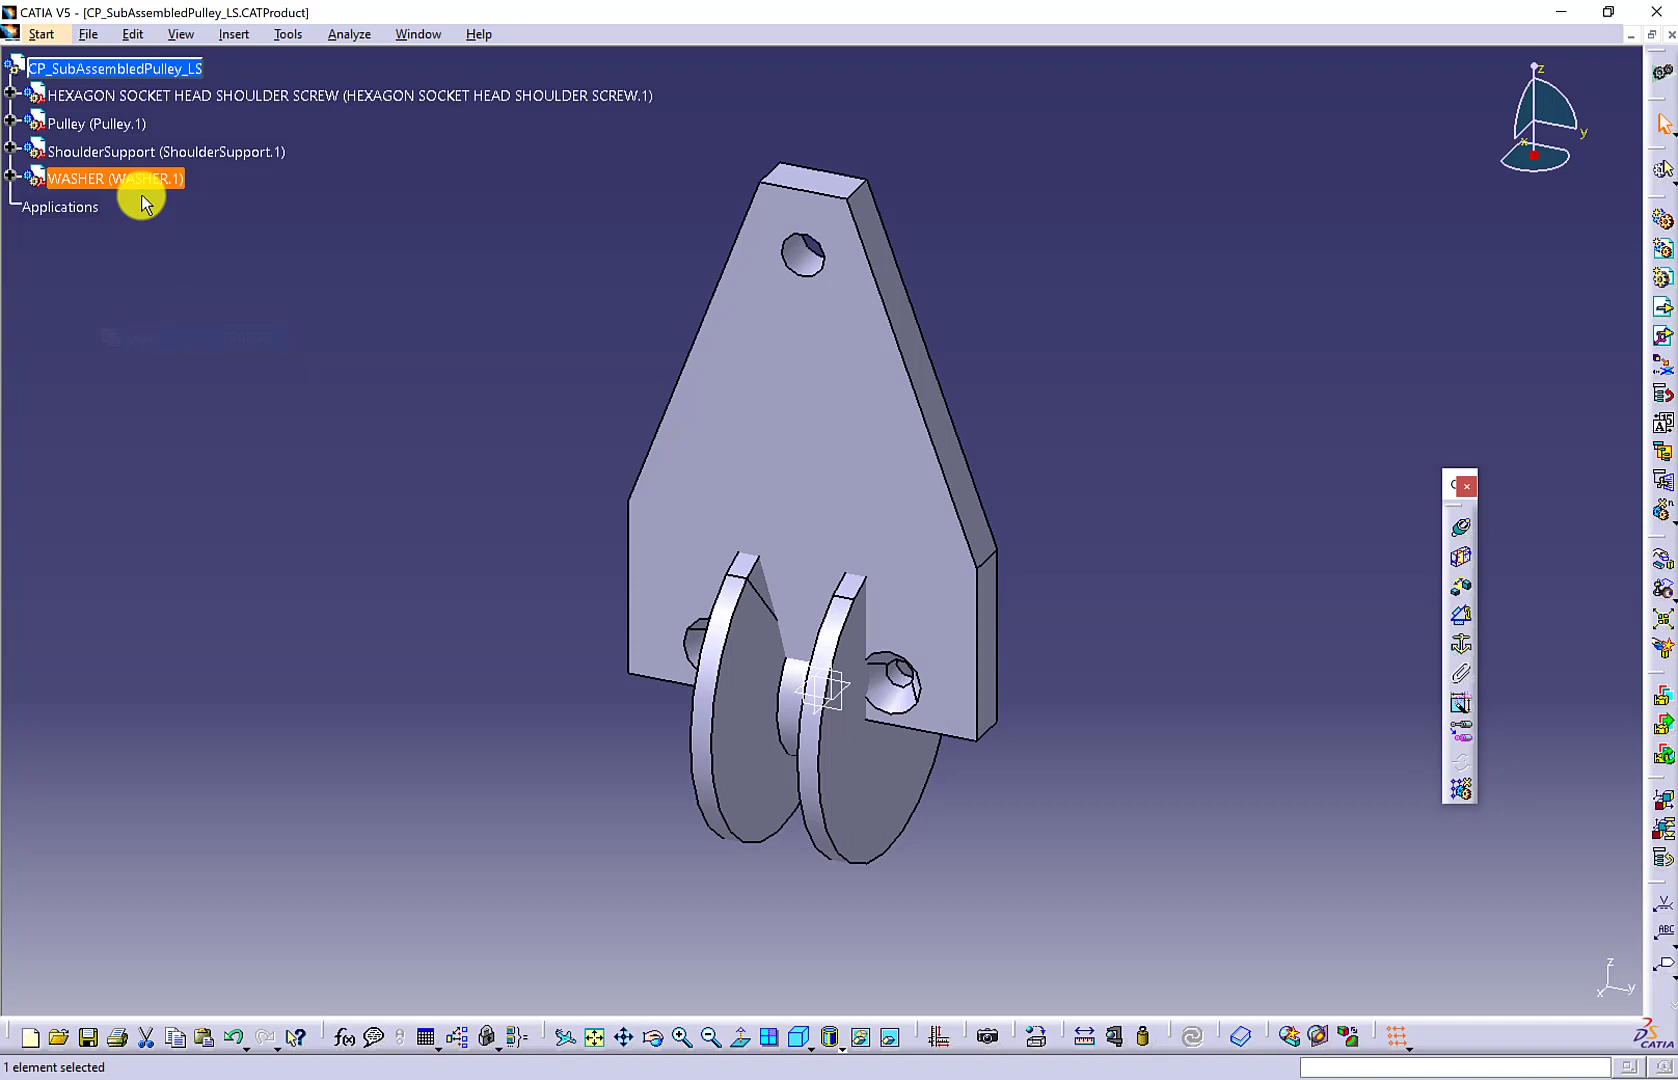 CATIA V5 - [CP_SubAssembledPulley_LS.CATProduct]
Start File Edit View Insert Tools Analyze Window Help
CP_SubAssembledPulley_LS
HEXAGON SOCKET HEAD SHOULDER SCREW (HEXAGON SOCKET HEAD SHOULDER SCREW.1)
Pulley (Pulley.1)
ShoulderSupport (ShoulderSupport.1)
WASHER (WASHER.1)
Applications
z
y
x
z
x y
CATIA
1 element selected